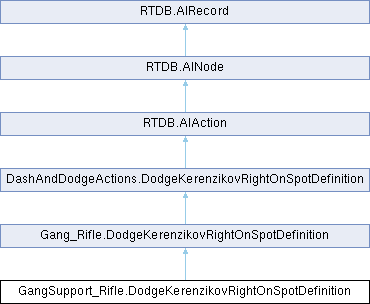 RTDB.AIRecord
RTDB.AINode
RTDB.AIAction
DashAndDodgeActions.DodgeKerenzikovRightOnSpotDefinition
Gang_Rifle.DodgeKerenzikovRightOnSpotDefinition
GangSupport_Rifle.DodgeKerenzikovRightOnSpotDefinition